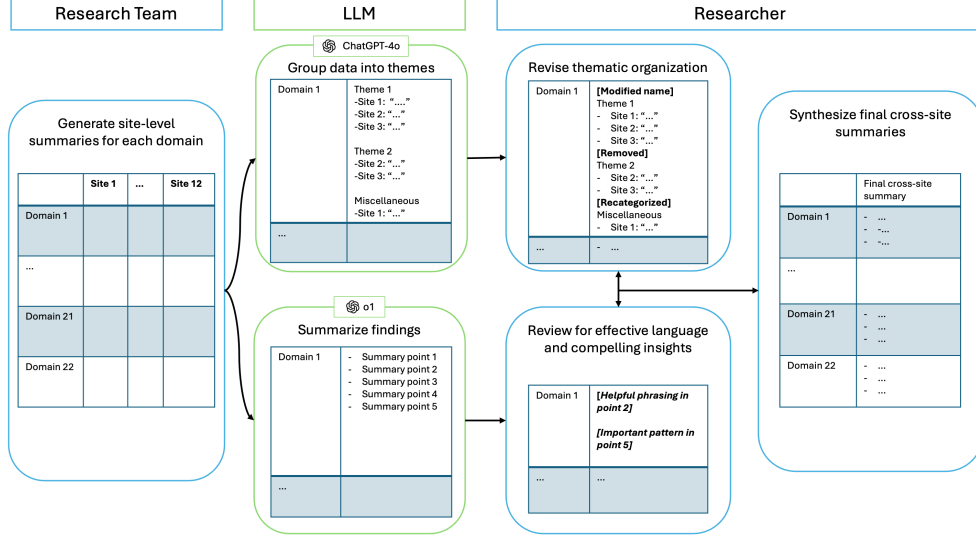 Research Team
LLM
Researcher
Generate site-level
summaries for each domain
Site 1
...
Site 12
Domain 1
...
Domain 21
Domain 22
ChatGPT-4o
Group data into themes
Domain 1
Theme 1
-Site 1: “....”
-Site 2: “...”
-Site 3: “...”
Theme 2
-Site 2: “...”
-Site 3: “...”
Miscellaneous
-Site 1: “...”
...
o1
Summarize findings
Domain 1
- Summary point 1
- Summary point 2
- Summary point 3
- Summary point 4
- Summary point 5
...
Revise thematic organization
Domain 1
[Modified name]
Theme 1
- Site 1: “...”
- Site 2: “...”
- Site 3: “...”
[Removed]
Theme 2
- Site 2: “...”
- Site 3: “...”
[Recategorized]
Miscellaneous
- Site 1: “...”
...
- ...
Review for effective language
and compelling insights
Domain 1
[Helpful phrasing in
point 2]
[Important pattern in
point 5]
...
...
Synthesize final cross-site
summaries
Final cross-site
summary
Domain 1
- ...
- -...
- -...
...
Domain 21
- ...
- ...
- ...
Domain 22
- ...
- ...
- ...